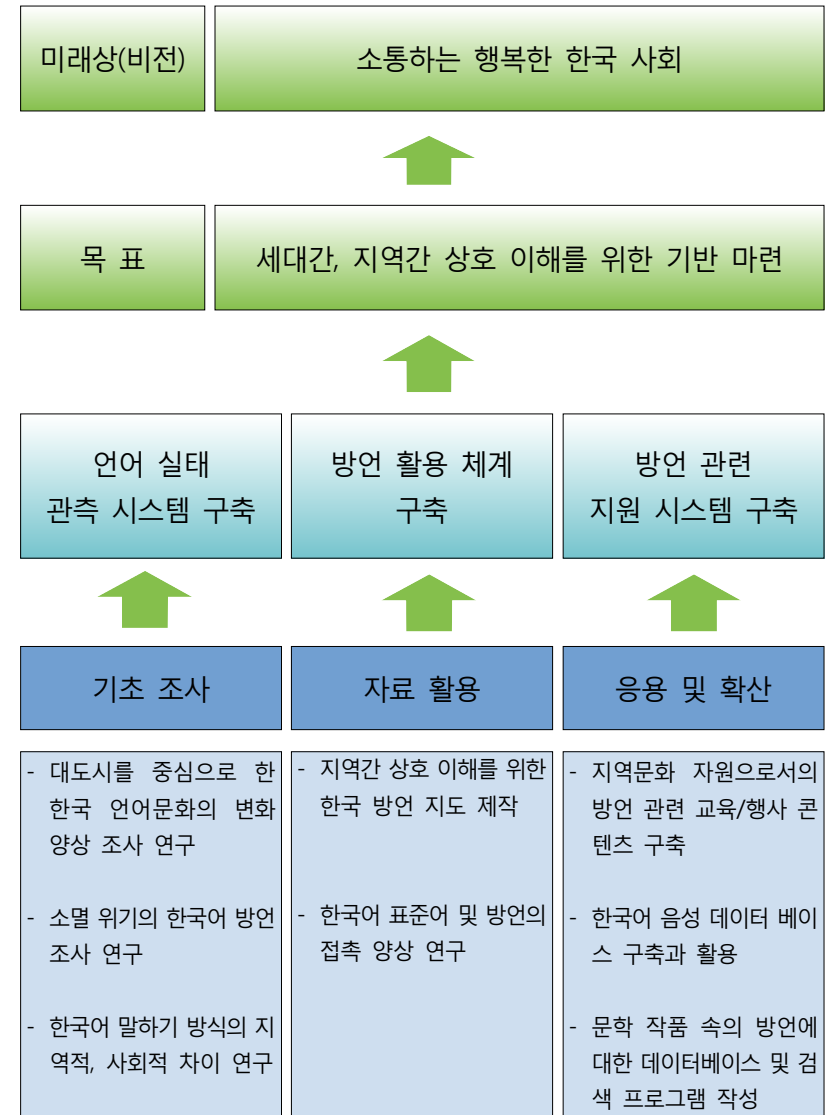 미래상(비전)
소통하는 행복한 한국 사회
목 표
세대간, 지역간 상호 이해를 위한 기반 마련
언어 실태
관측 시스템 구축
방언 활용 체계
구축
방언 관련
지원 시스템 구축
기초 조사
자료 활용
응용 및 확산
- 대도시를 중심으로 한
한국 언어문화의 변화
양상 조사 연구
- 소멸 위기의 한국어 방언
조사 연구
- 한국어 말하기 방식의 지
역적, 사회적 차이 연구
- 지역간 상호 이해를 위한
한국 방언 지도 제작
- 한국어 표준어 및 방언의
접촉 양상 연구
- 지역문화 자원으로서의
방언 관련 교육/행사 콘
텐츠 구축
- 한국어 음성 데이터 베이
스 구축과 활용
- 문학 작품 속의 방언에
대한 데이터베이스 및 검
색 프로그램 작성